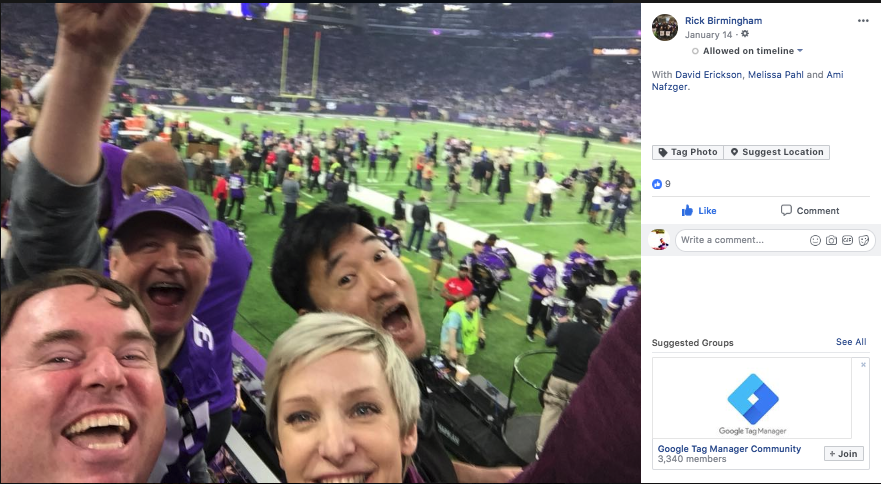 Rick Birmingham
January 14 ·
Allowed on timeline
With David Erickson, Melissa Pahl and Ami
Nafzger.
Tag Photo Suggest Location
9
Like Comment
Write a comment...
GIF
Suggested Groups See All
Google Tag Manager
Google Tag Manager Community
3,340 members
+ Join